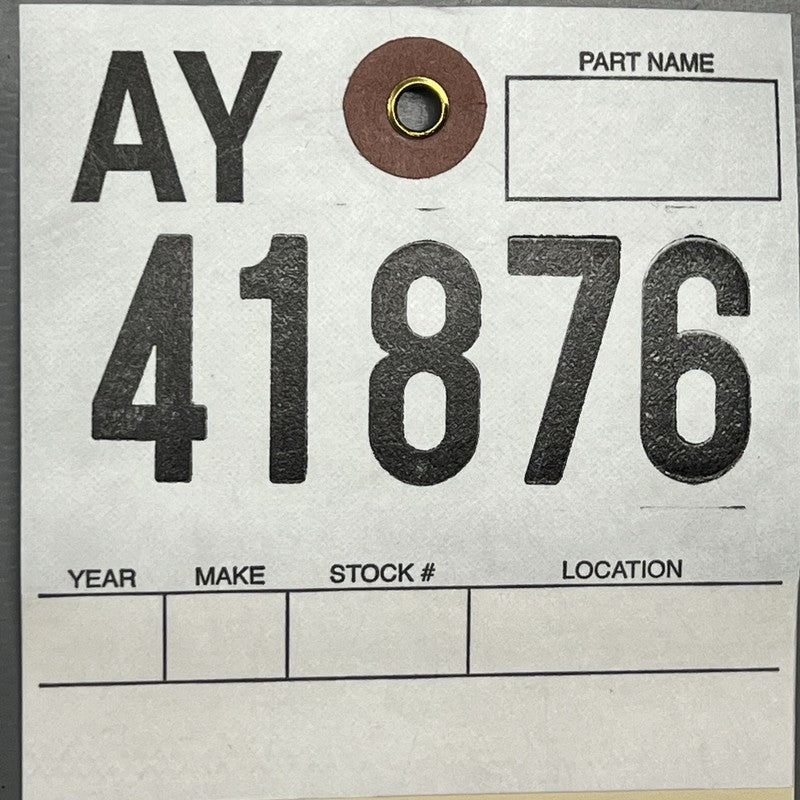 AY
PART NAME
41876
YEAR MAKE STOCK # LOCATION